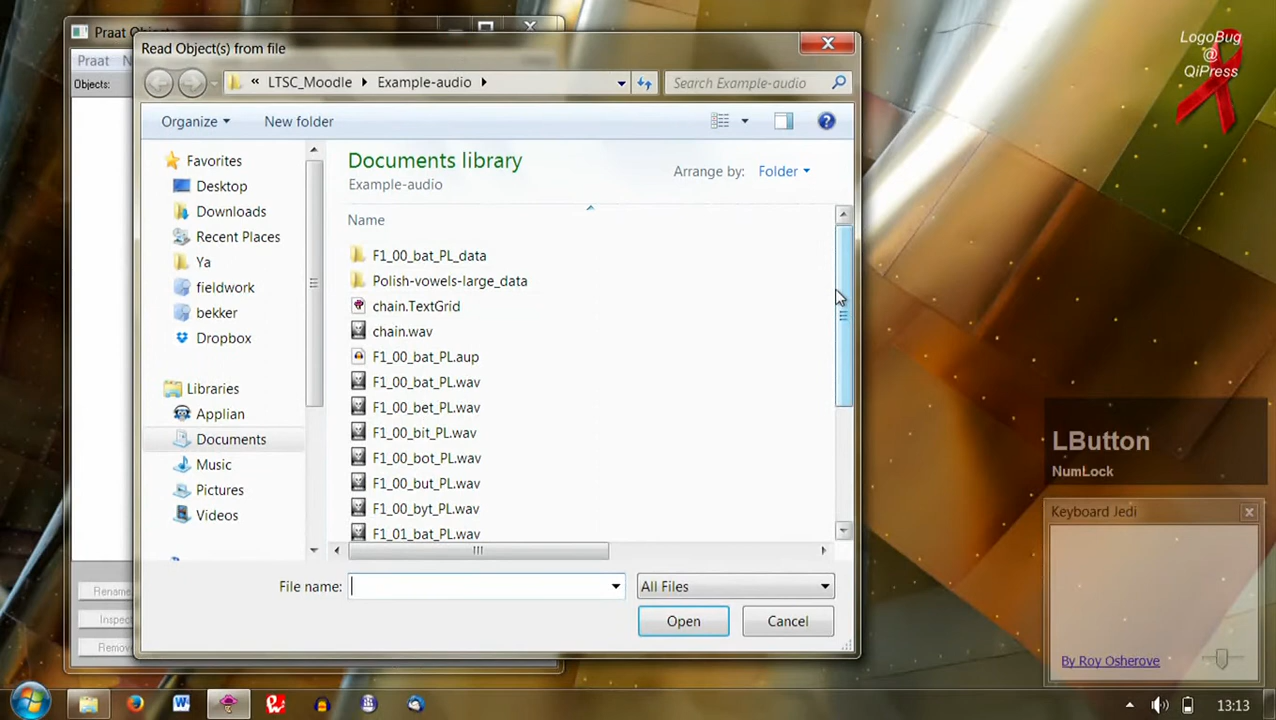 Praat Objects
Read Object(s) from file
Praat
Objects:
LTSC_Moodle
Example-audio
Search Example-audio
Organize
New folder
Documents library
Example-audio
Arrange by: Folder
Name
Favorites
Desktop
Downloads
Recent Places
Ya
fieldwork
bekker
Dropbox
Libraries
Applian
Documents
Music
Pictures
Videos
F1_00_bat_PL_data
Polish-vowels-large_data
chain.TextGrid
chain.wav
F1_00_bat_PL.aup
F1_00_bat_PL.wav
F1_00_bet_PL.wav
F1_00_bit_PL.wav
F1_00_bot_PL.wav
F1_00_but_PL.wav
F1_00_byt_PL.wav
F1_01_bat_PL.wav
File name:
All Files
Open
Cancel
Rename
Inspect
Remove
LogoBug
@
QiPress
LButton
NumLock
Keyboard Jedi
By Roy Osherove
13:13